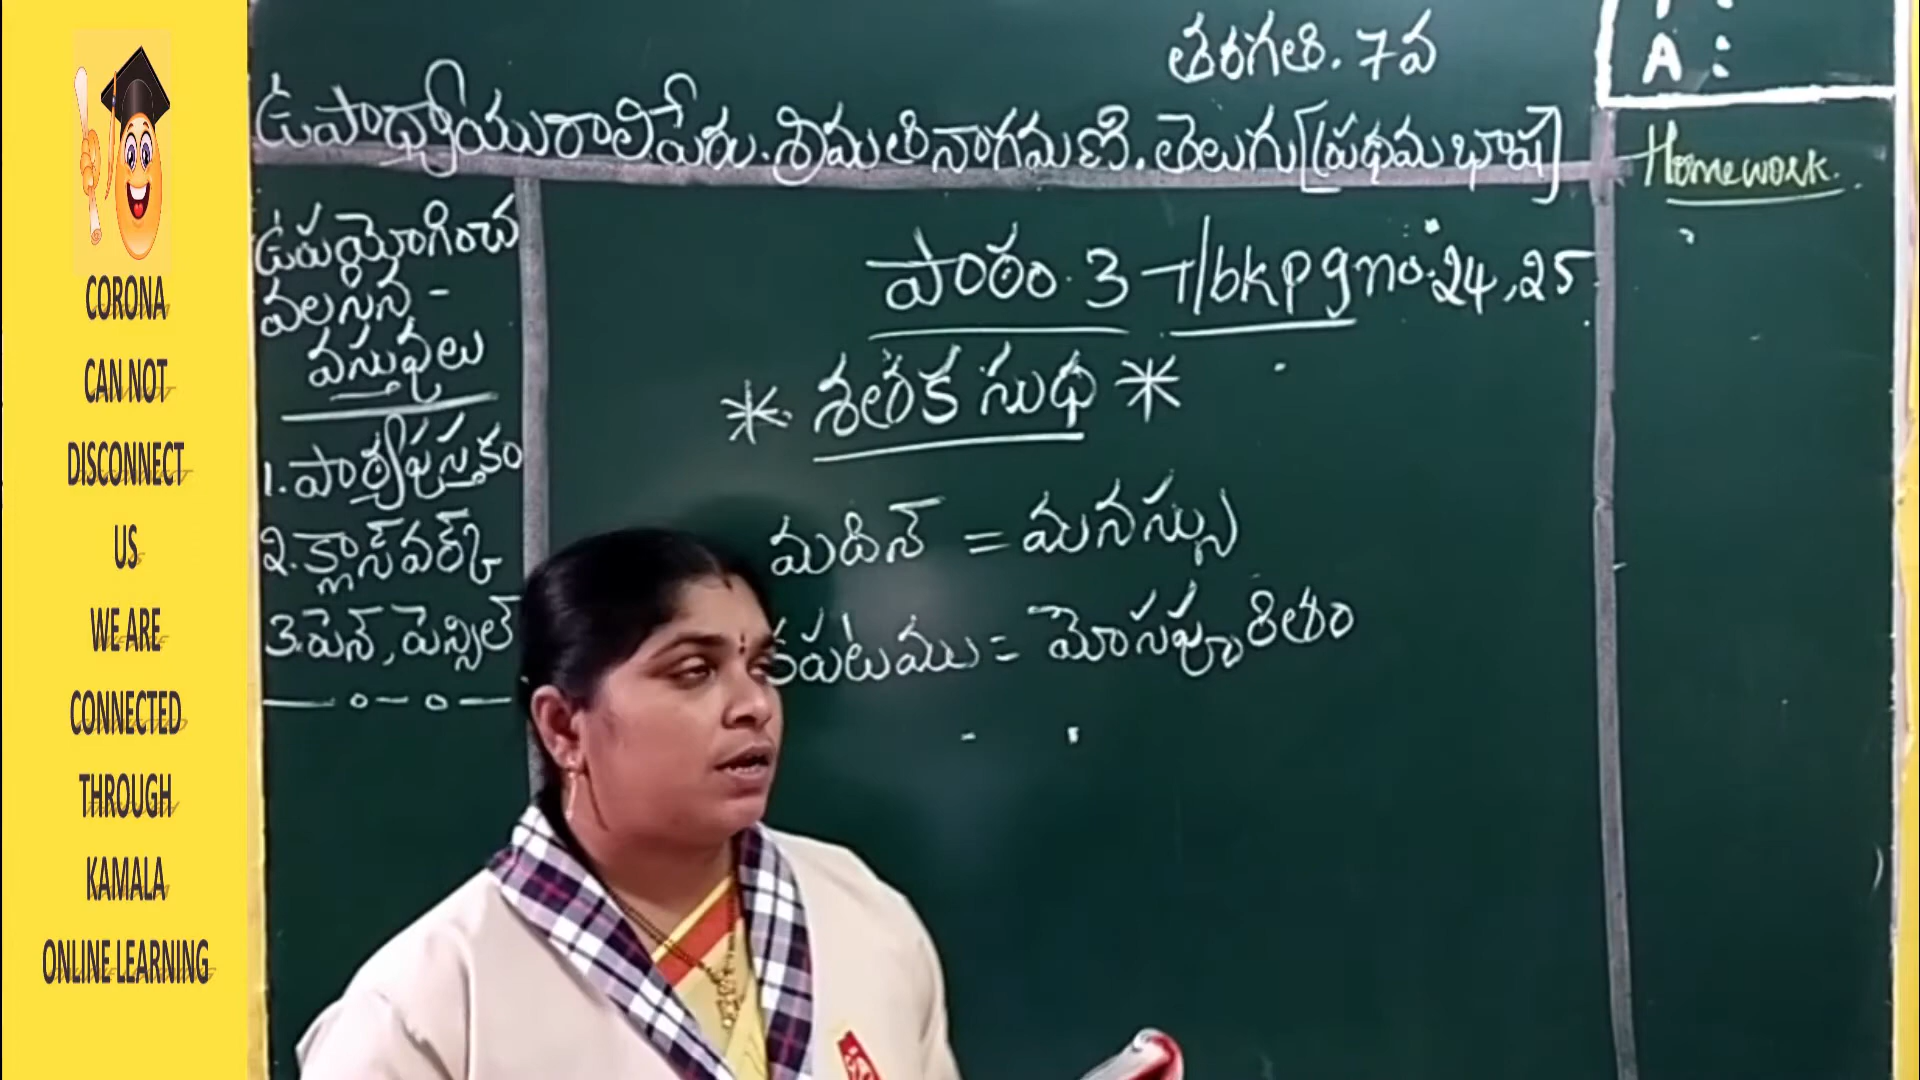 CORONA
CAN NOT
DISCONNECT
US
WE ARE
CONNECTED
THROUGH
KAMALA
ONLINE LEARNING
తరగతి. 7వ
ఉపాధ్యాయురాలి పేరు. శ్రీమతి నాగమణి. తెలుగు [ప్రథమ భాష]
ఉపయోగించ
వలసిన -
వస్తువులు
1. పాఠ్యపుస్తకం
2. క్లాస్ వర్క్
3. పెన్, పెన్సిల్
పాఠం. 3 - T/bk pg no. 24, 25
* శతక సుధ *
మదిన్ = మనస్సు
కపటము = మోసపూరితం
A :
Homework.